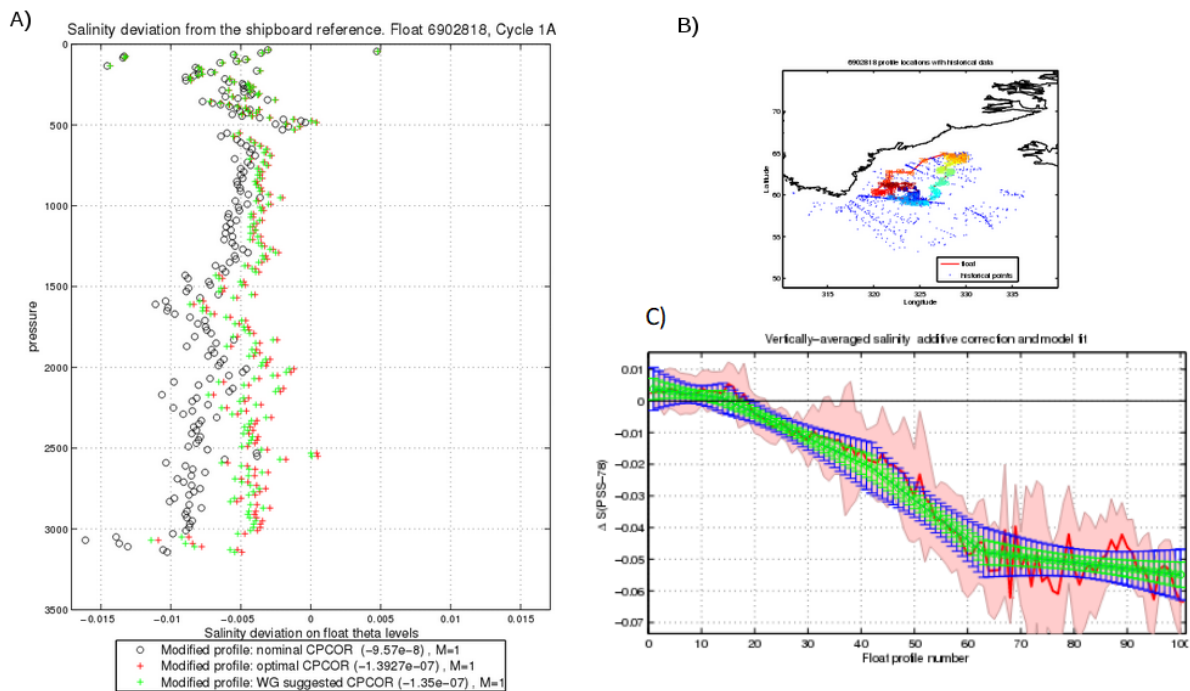 A)
Salinity deviation from the shipboard reference. Float 6902818, Cycle 1A
0
500
1000
1500
2000
2500
3000
3500
pressure
−0.015
−0.01
−0.005
0
0.005
0.01
0.015
Salinity deviation on float theta levels
Modified profile: nominal CPCOR (−9.57e−8) , M=1
Modified profile: optimal CPCOR (−1.3927e−07), M=1
Modified profile: WG suggested CPCOR (−1.35e−07), M=1
B)
6902818 profile locations with historical data
70
65
60
55
50
Latitude
315
320
325
330
335
Longitude
float
historical points
C)
Vertically−averaged salinity additive correction and model fit
0.01
0
−0.01
−0.02
−0.03
−0.04
−0.05
−0.06
−0.07
Δ S(PSS−78)
0
10
20
30
40
50
60
70
80
90
100
Float profile number